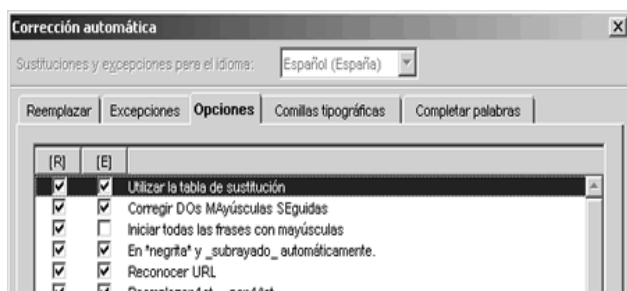 Corrección automática
Sustituciones y excepciones para el idioma: Español (España)
Reemplazar Excepciones Opciones Comillas tipográficas Completar palabras
[R] [E]
Utilizar la tabla de sustitución
Corregir DOs MAyúsculas SEguidas
Iniciar todas las frases con mayúsculas
En *negrita* y _subrayado_ automáticamente.
Reconocer URL